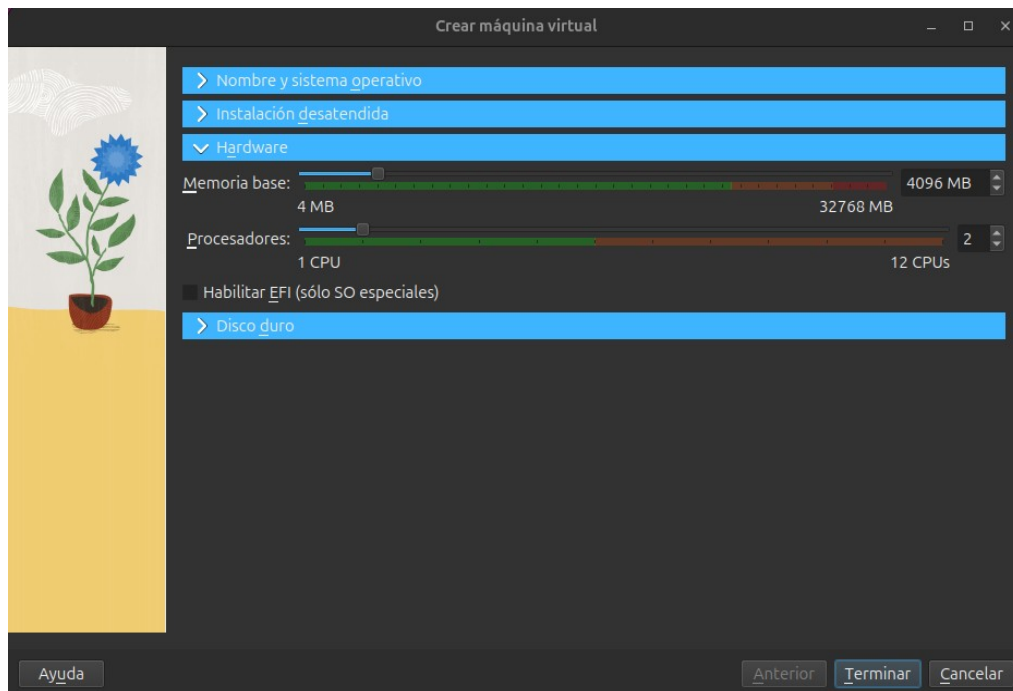 Crear máquina virtual
Nombre y sistema operativo
Instalación desatendida
Hardware
Memoria base: 4096 MB
4 MB 32768 MB
Procesadores: 2
1 CPU 12 CPUs
Habilitar EFI (sólo SO especiales)
Disco duro
Ayuda Anterior Terminar Cancelar